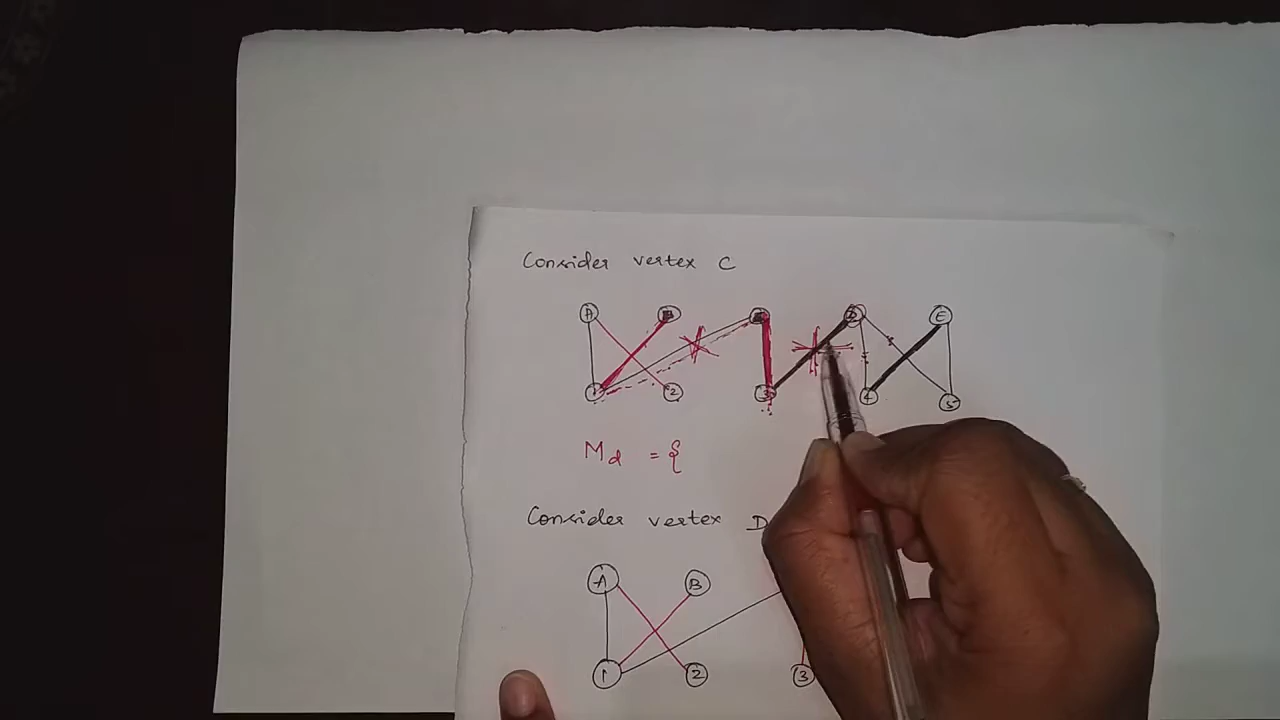 Consider vertex C
A D E
1 2 3 4 5
Md = {
Consider vertex D
A B
1 2 3